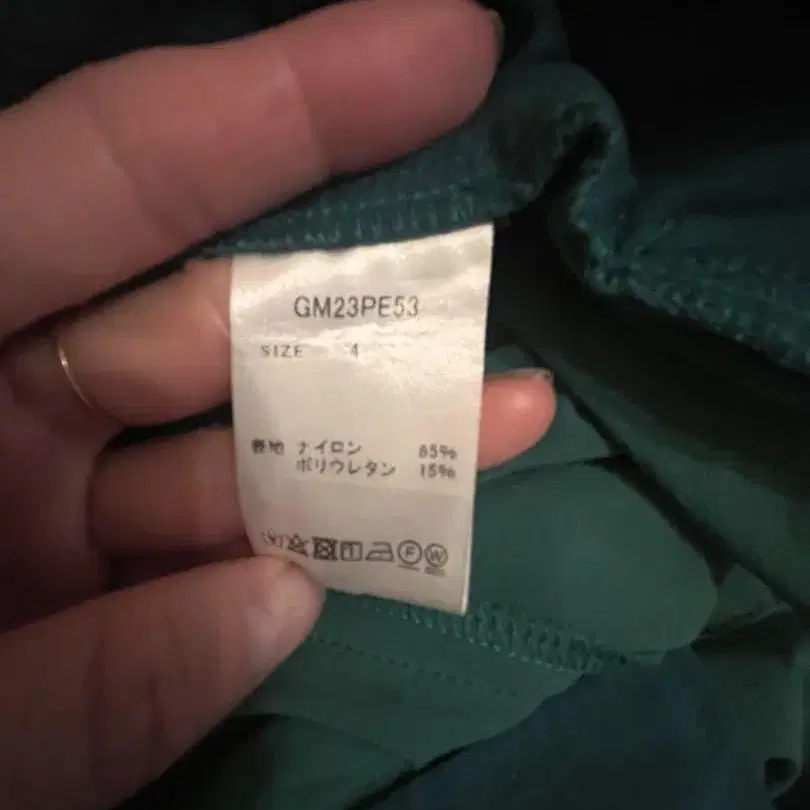 GM23PE53
SIZE 4
表地 ナイロン 85%
ポリウレタン 15%
F W